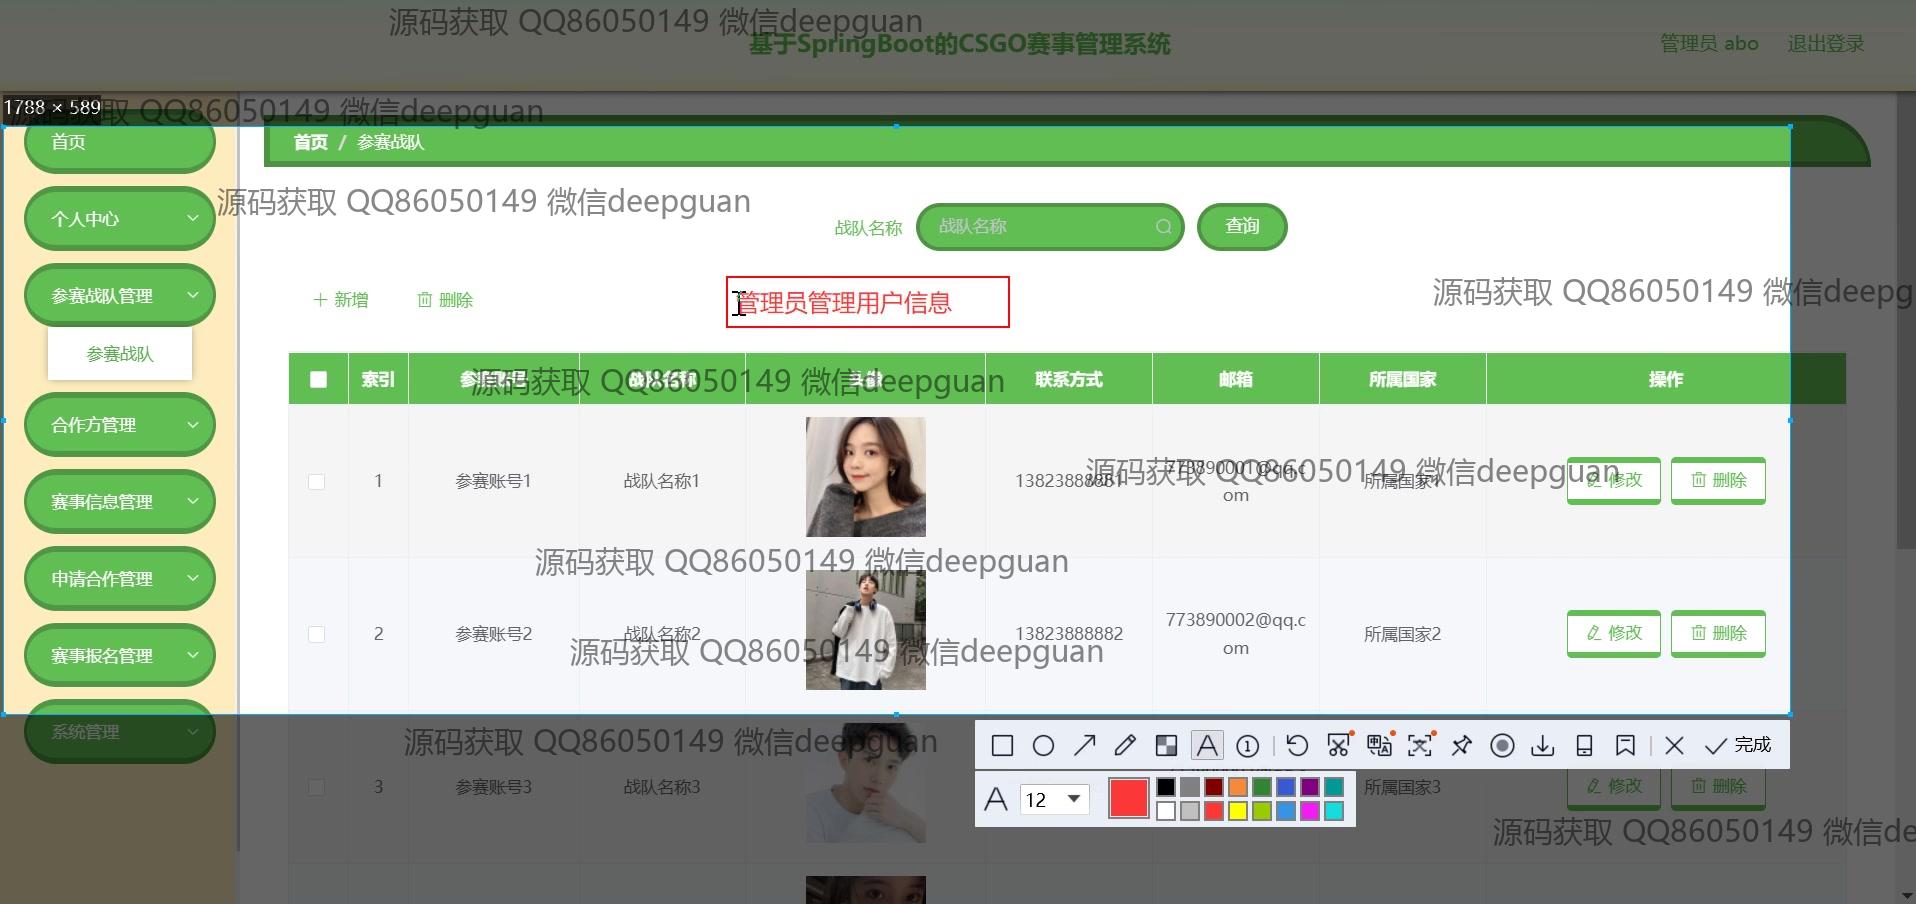 源码获取 QQ86050149 微信deepguan
基于SpringBoot的CSGO赛事管理系统
管理员 abo
退出登录
1788 × 589
源码获取 QQ86050149 微信deepguan
首页
首页 / 参赛战队
个人中心
源码获取 QQ86050149 微信deepguan
战队名称
战队名称
查询
参赛战队管理
新增
删除
管理员管理用户信息
源码获取 QQ86050149 微信deepg
参赛战队
索引
参赛账号
战队名称
头像
联系方式
邮箱
所属国家
操作
源码获取 QQ86050149 微信deepguan
合作方管理
1
参赛账号1
战队名称1
13823888881
773890001@qq.c
om
所属国家1
修改
删除
源码获取 QQ86050149 微信deepguan
赛事信息管理
源码获取 QQ86050149 微信deepguan
申请合作管理
2
参赛账号2
战队名称2
13823888882
773890002@qq.c
om
所属国家2
修改
删除
源码获取 QQ86050149 微信deepguan
赛事报名管理
系统管理
源码获取 QQ86050149 微信deepguan
完成
3
参赛账号3
战队名称3
所属国家3
修改
删除
12
源码获取 QQ86050149 微信de